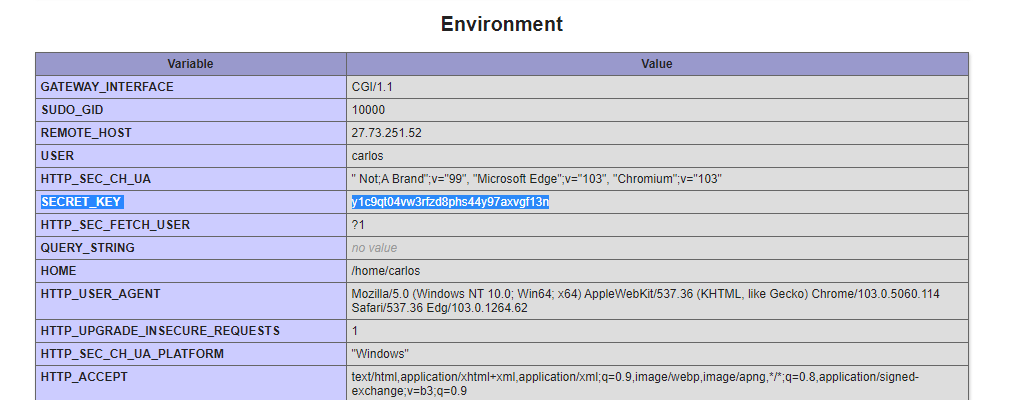 Environment
Variable Value
GATEWAY_INTERFACE CGI/1.1
SUDO_GID 10000
REMOTE_HOST 27.73.251.52
USER carlos
HTTP_SEC_CH_UA " Not;A Brand";v="99", "Microsoft Edge";v="103", "Chromium";v="103"
SECRET_KEY y1c9qt04vw3rfzd8phs44y97axvgf13n
HTTP_SEC_FETCH_USER ?1
QUERY_STRING no value
HOME /home/carlos
HTTP_USER_AGENT Mozilla/5.0 (Windows NT 10.0; Win64; x64) AppleWebKit/537.36 (KHTML, like Gecko) Chrome/103.0.5060.114
Safari/537.36 Edg/103.0.1264.62
HTTP_UPGRADE_INSECURE_REQUESTS 1
HTTP_SEC_CH_UA_PLATFORM "Windows"
HTTP_ACCEPT text/html,application/xhtml+xml,application/xml;q=0.9,image/webp,image/apng,*/*;q=0.8,application/signed-
exchange;v=b3;q=0.9